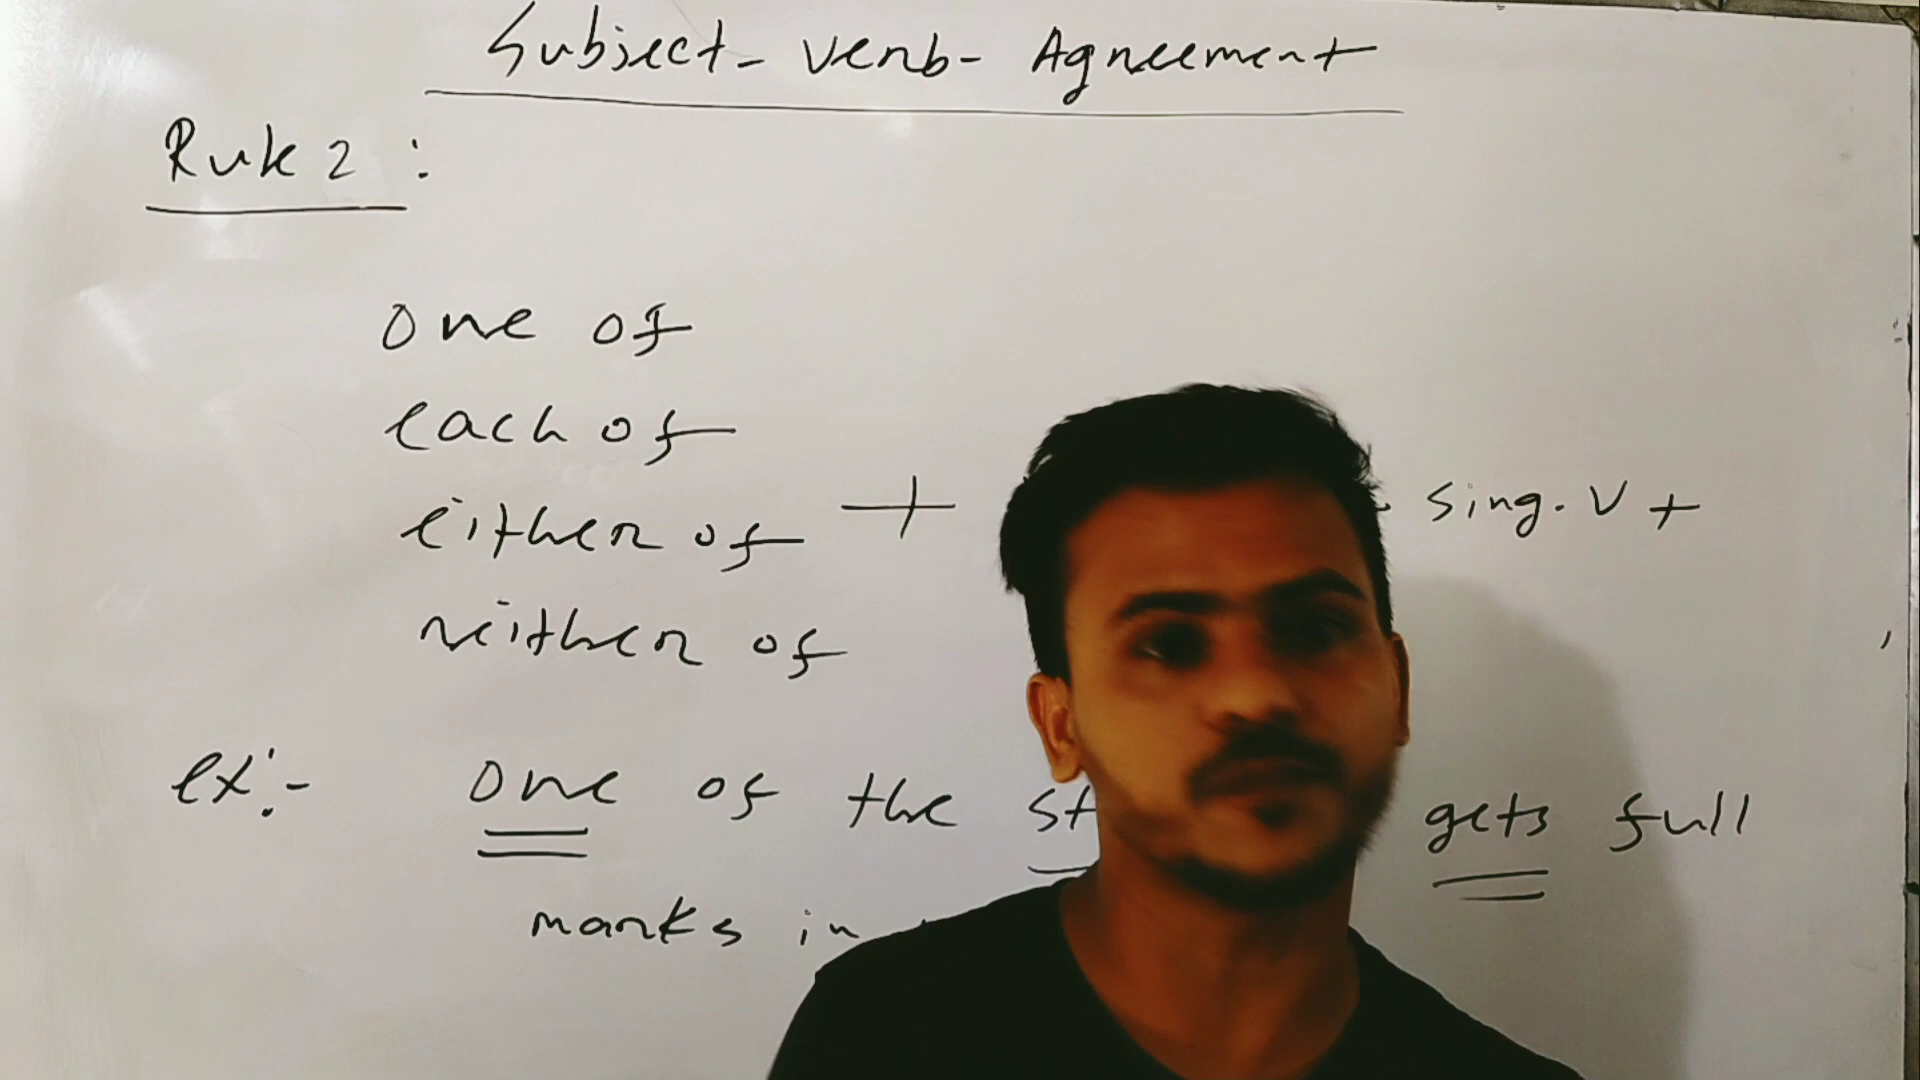 Subject-Verb-Agreement
Rule 2 :
one of
each of
either of + Sing. V +
neither of
ex:- One of the gets full
marks in